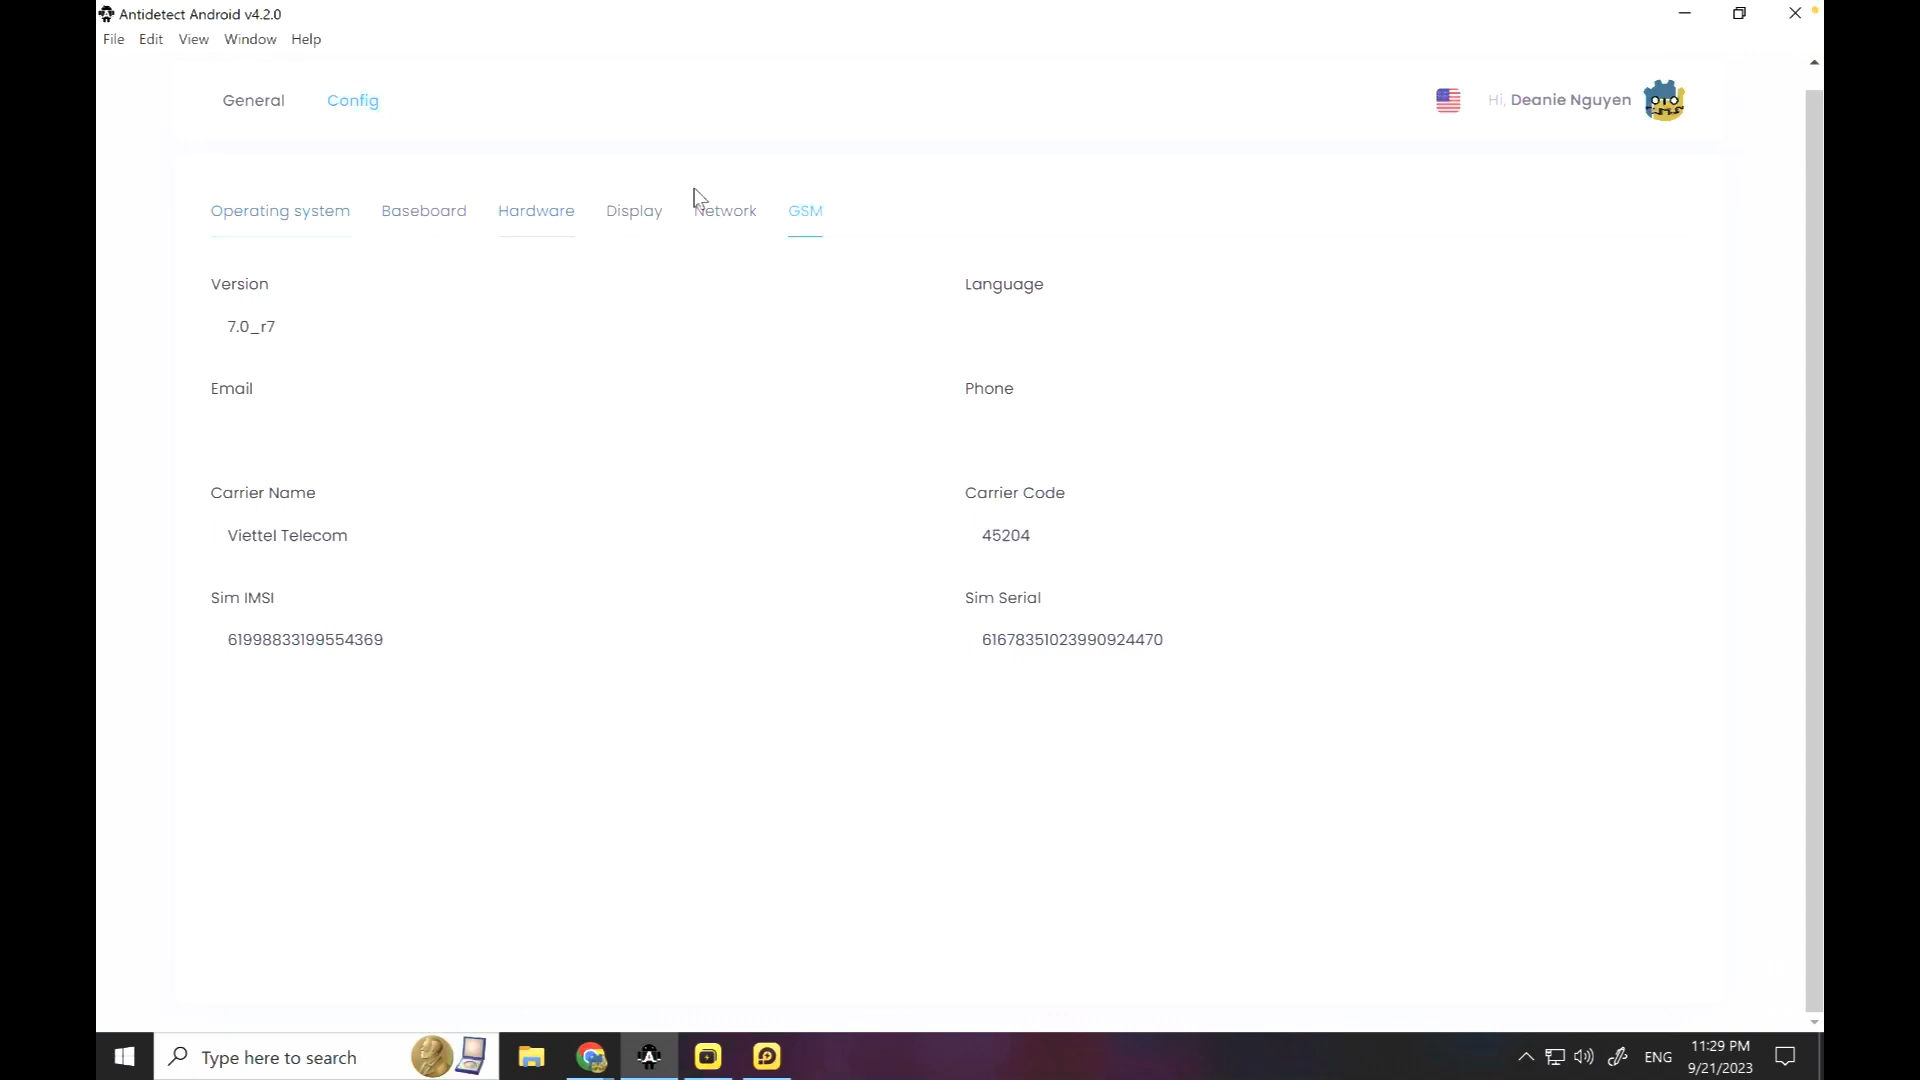 Antidetect Android v4.2.0
File Edit View Window Help
General Config Hi, Deanie Nguyen
Operating system Baseboard Hardware Display Network GSM
Version Language
7.0_r7
Email Phone
Carrier Name Carrier Code
Viettel Telecom 45204
Sim IMSI Sim Serial
61998833199554369 61678351023990924470
Type here to search ENG 11:29 PM
9/21/2023